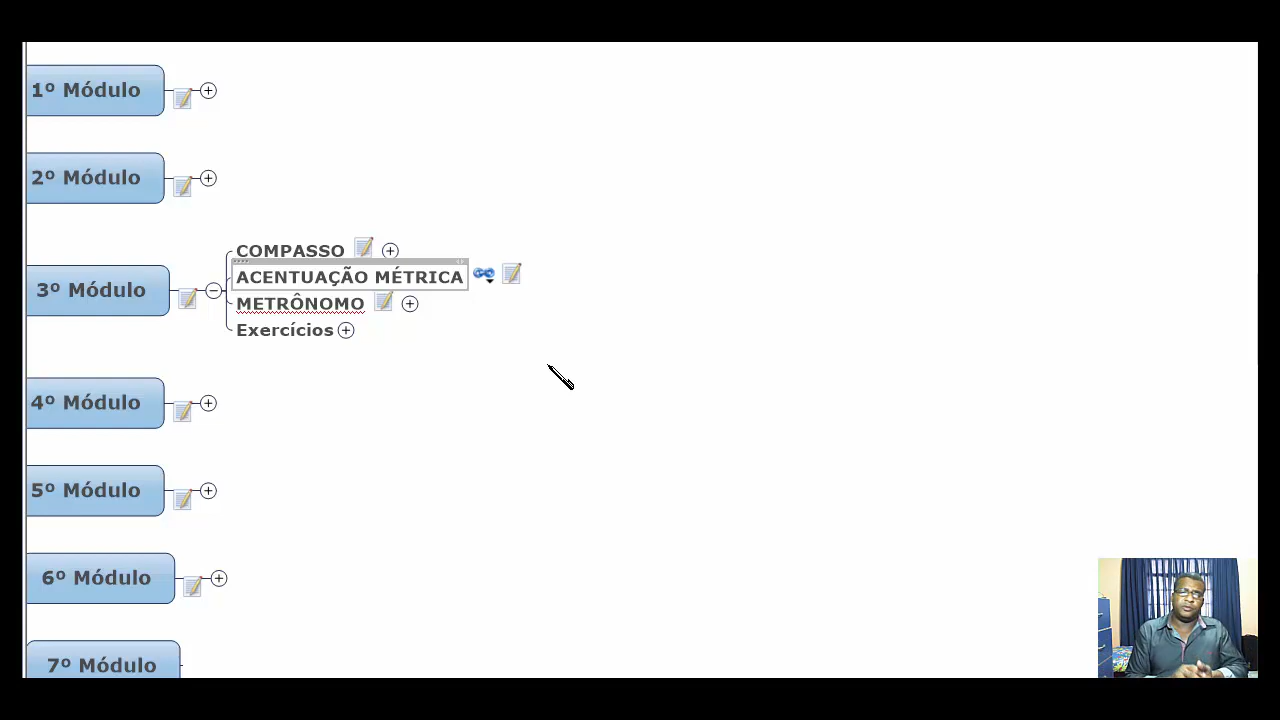 1º Módulo
2º Módulo
COMPASSO
ACENTUAÇÃO MÉTRICA
3º Módulo
METRÔNOMO
Exercícios
4º Módulo
5º Módulo
6º Módulo
7º Módulo